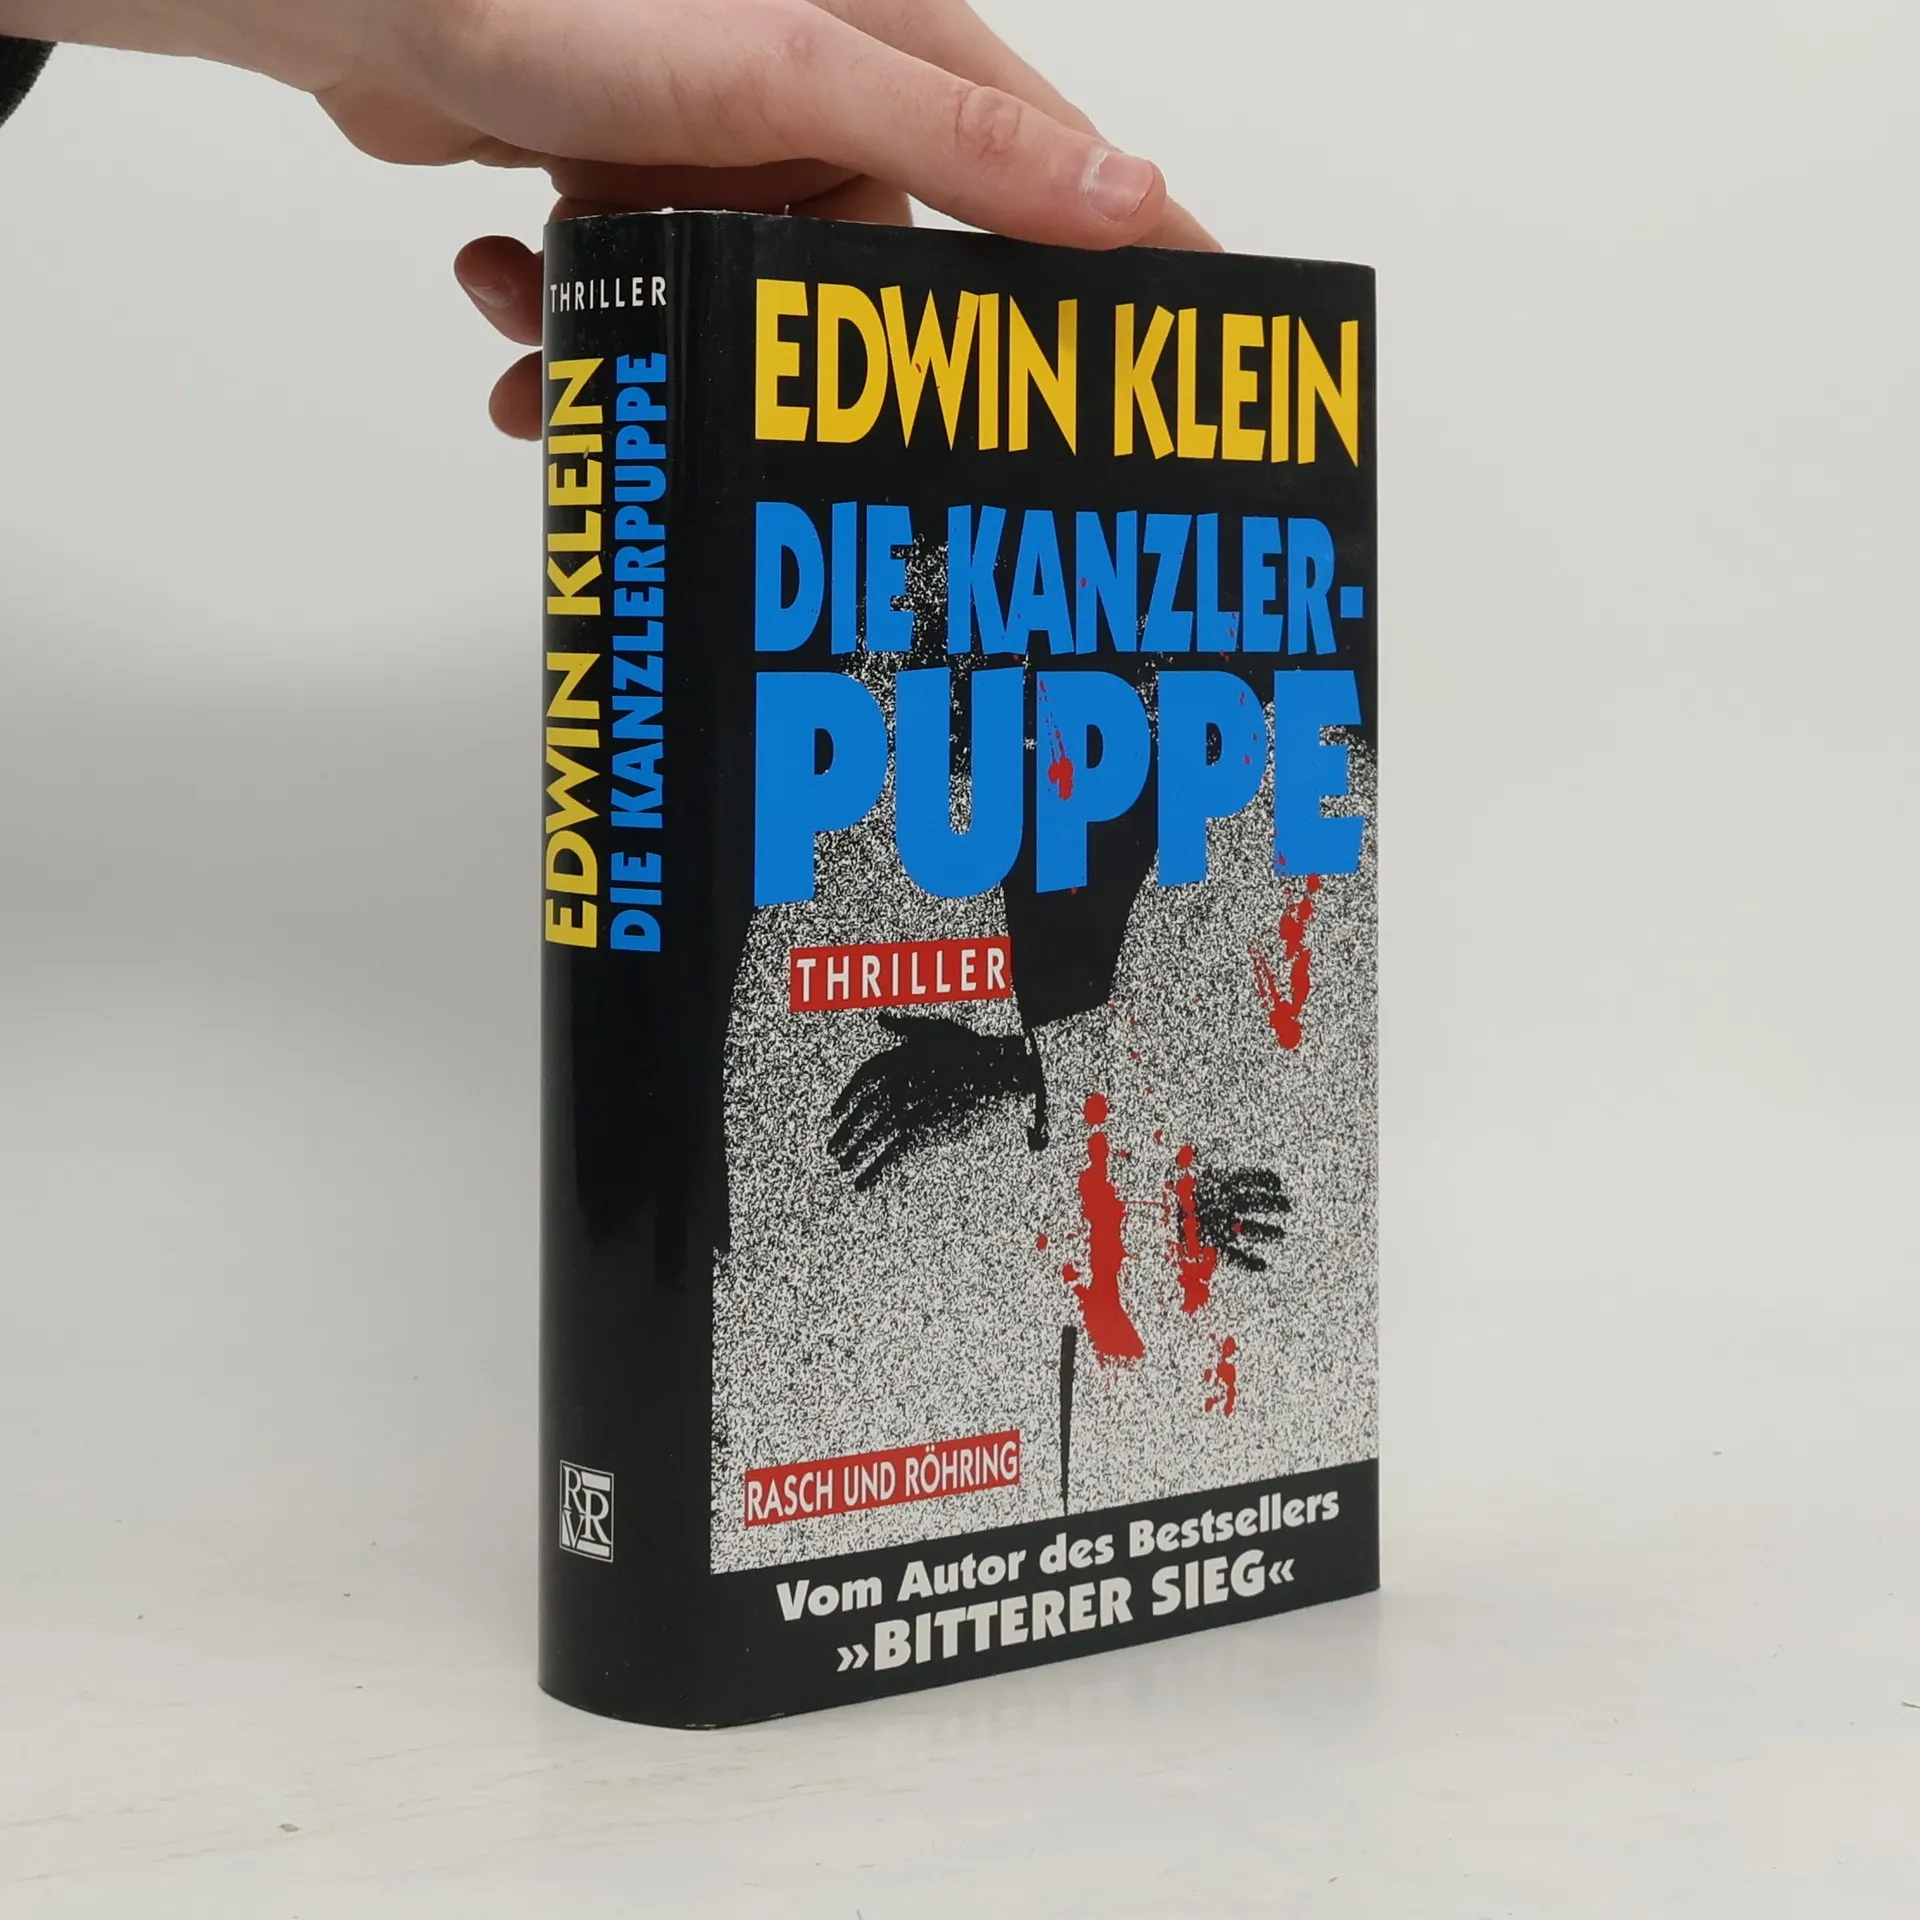 THRILLER
EDWIN KLEIN
DIE KANZLERPUPPE
RRV
EDWIN KLEIN
DIE KANZLER-
PUPPE
THRILLER
RASCH UND RÖHRING
Vom Autor des Bestsellers
»BITTERER SIEG«